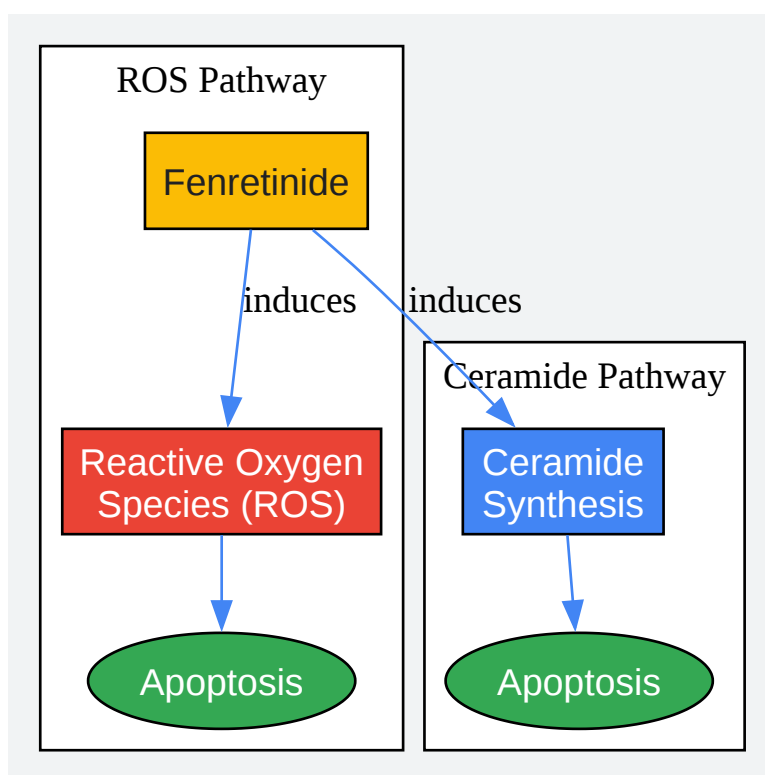 ROS Pathway
Fenretinide
induces
induces
Ceramide Pathway
Reactive Oxygen
Species (ROS)
Ceramide
Synthesis
Apoptosis
Apoptosis